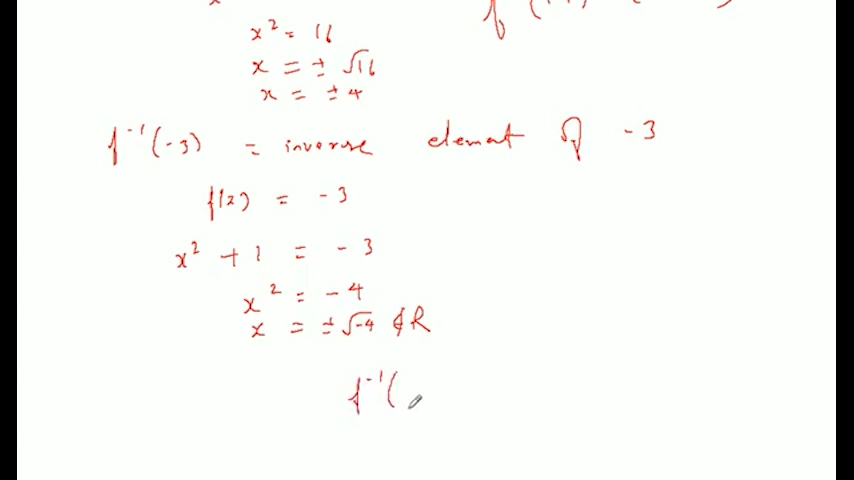 x² = 16
x = ± √16
x = ± 4
f⁻¹(-3) = inverse element of -3
f(x) = -3
x² + 1 = -3
x² = -4
x = ±√-4 ∉ R
f⁻¹(